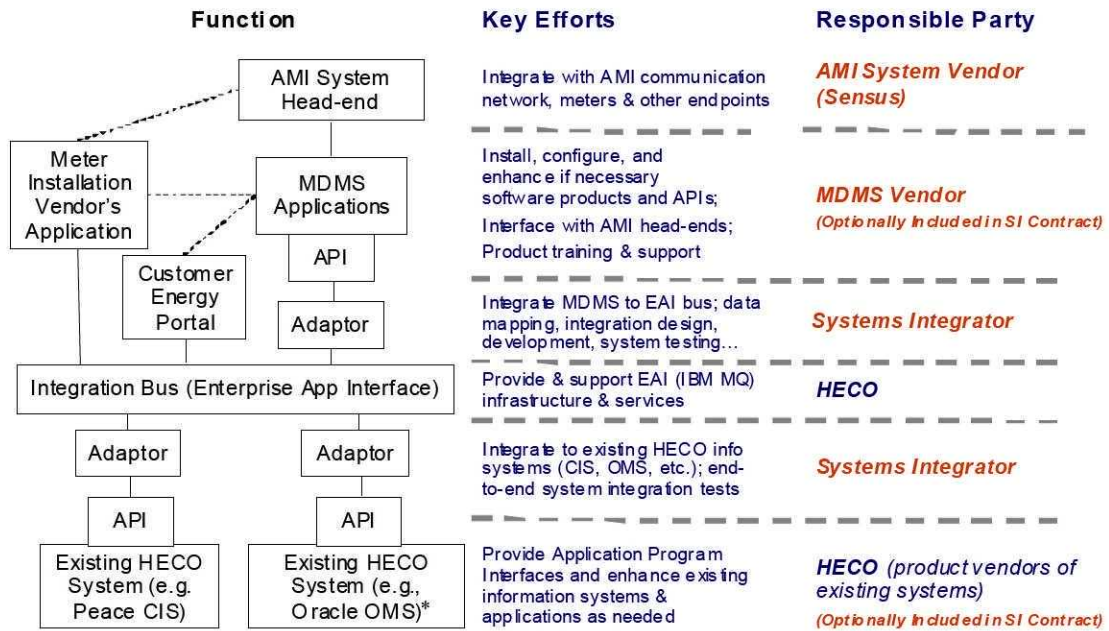 Function
Key Efforts
Responsible Party
AMI System
Head-end
Integrate with AMI communication
network, meters & other endpoints
AMI System Vendor
(Sensus)
Meter
Installation
Vendor's
Application
MDMS
Applications
API
Customer
Energy
Portal
Adaptor
Install, configure, and
enhance if necessary
software products and APIs;
Interface with AMI head-ends;
Product training & support
MDMS Vendor
(Optionally Included in SI Contract)
Integrate MDMS to EAI bus; data
mapping, integration design,
development, system testing...
Systems Integrator
Integration Bus (Enterprise App Interface)
Provide & support EAI (IBM MQ)
infrastructure & services
HECO
Adaptor
Adaptor
Integrate to existing HECO info
systems (CIS, OMS, etc.); end-
to-end system integration tests
Systems Integrator
API
API
Existing HECO
System (e.g.
Peace CIS)
Existing HECO
System (e.g.,
Oracle OMS)*
Provide Application Program
Interfaces and enhance existing
information systems &
applications as needed
HECO (product vendors of
existing systems)
(Optionally Included in SI Contract)